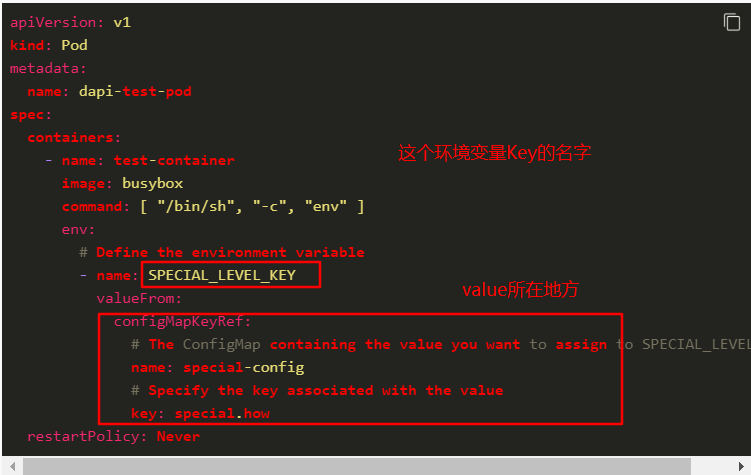 apiVersion: v1
kind: Pod
metadata:
  name: dapi-test-pod
spec:
  containers:
    - name: test-container
      image: busybox
      command: [ "/bin/sh", "-c", "env" ]
      env:
        # Define the environment variable
        - name: SPECIAL_LEVEL_KEY
          valueFrom:
            configMapKeyRef:
              # The ConfigMap containing the value you want to assign to SPECIAL_LEVEL
              name: special-config
              # Specify the key associated with the value
              key: special.how
  restartPolicy: Never
这个环境变量Key的名字
value所在地方